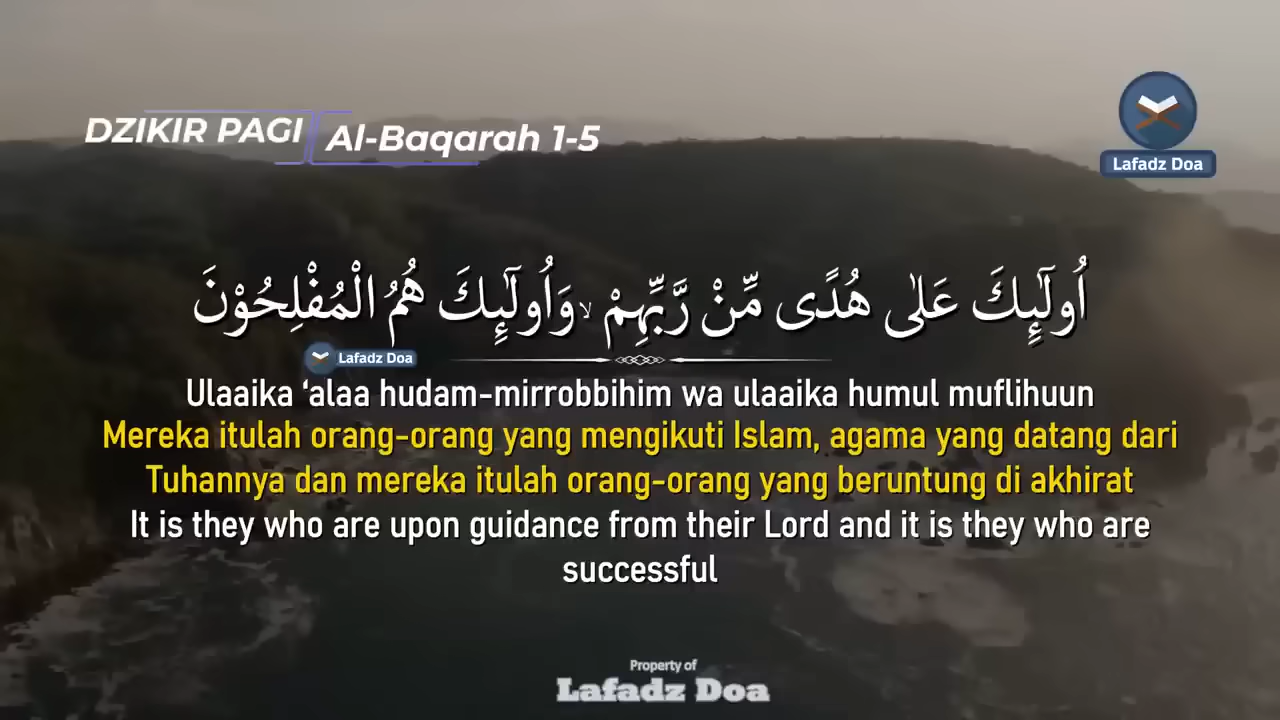 DZIKIR PAGI
Al-Baqarah 1-5
Lafadz Doa
اُولٰۤىِٕكَ عَلٰى هُدًى مِّنْ رَّبِّهِمْ ۙ وَاُولٰۤىِٕكَ هُمُ الْمُفْلِحُوْنَ
Lafadz Doa
Ulaaika ‘alaa hudam-mirrobbihim wa ulaaika humul muflihuun
Mereka itulah orang-orang yang mengikuti Islam, agama yang datang dari
Tuhannya dan mereka itulah orang-orang yang beruntung di akhirat
It is they who are upon guidance from their Lord and it is they who are
successful
Property of
Lafadz Doa